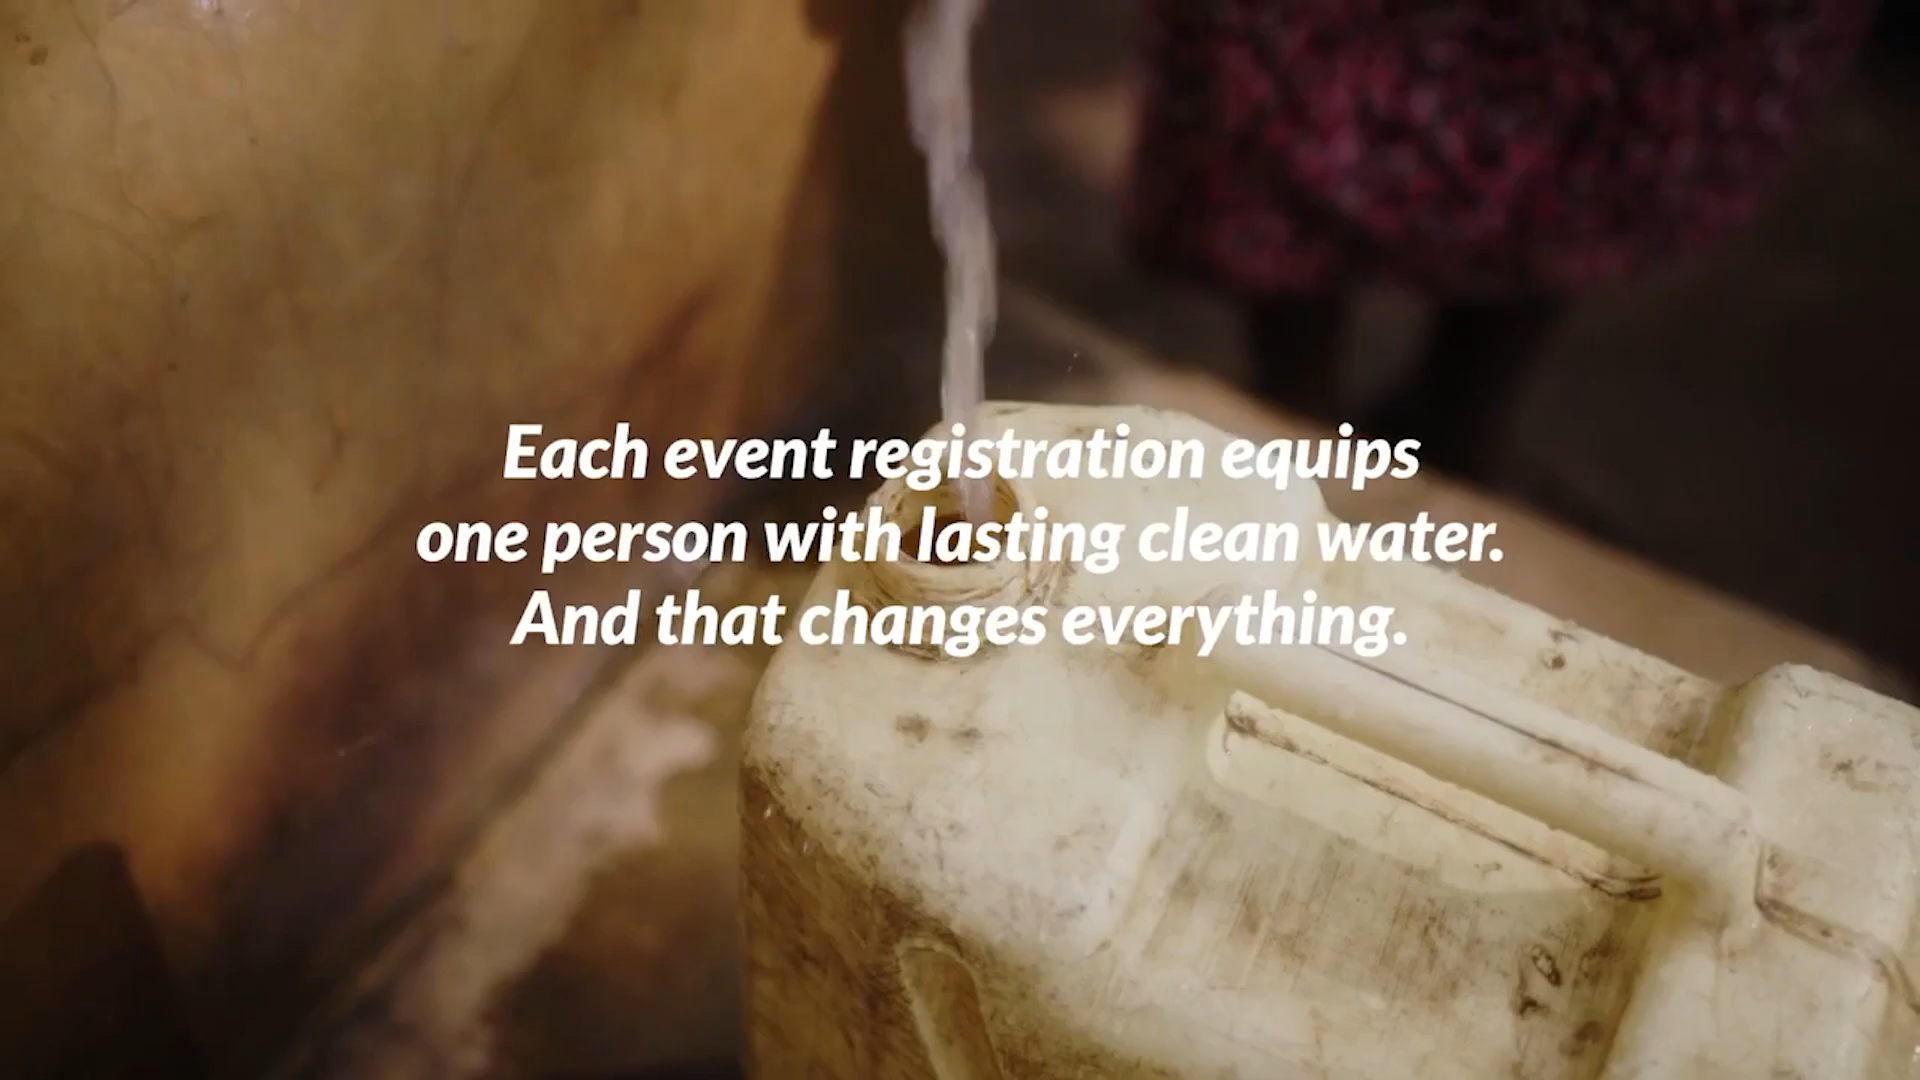 Each event registration equips
one person with lasting clean water.
And that changes everything.